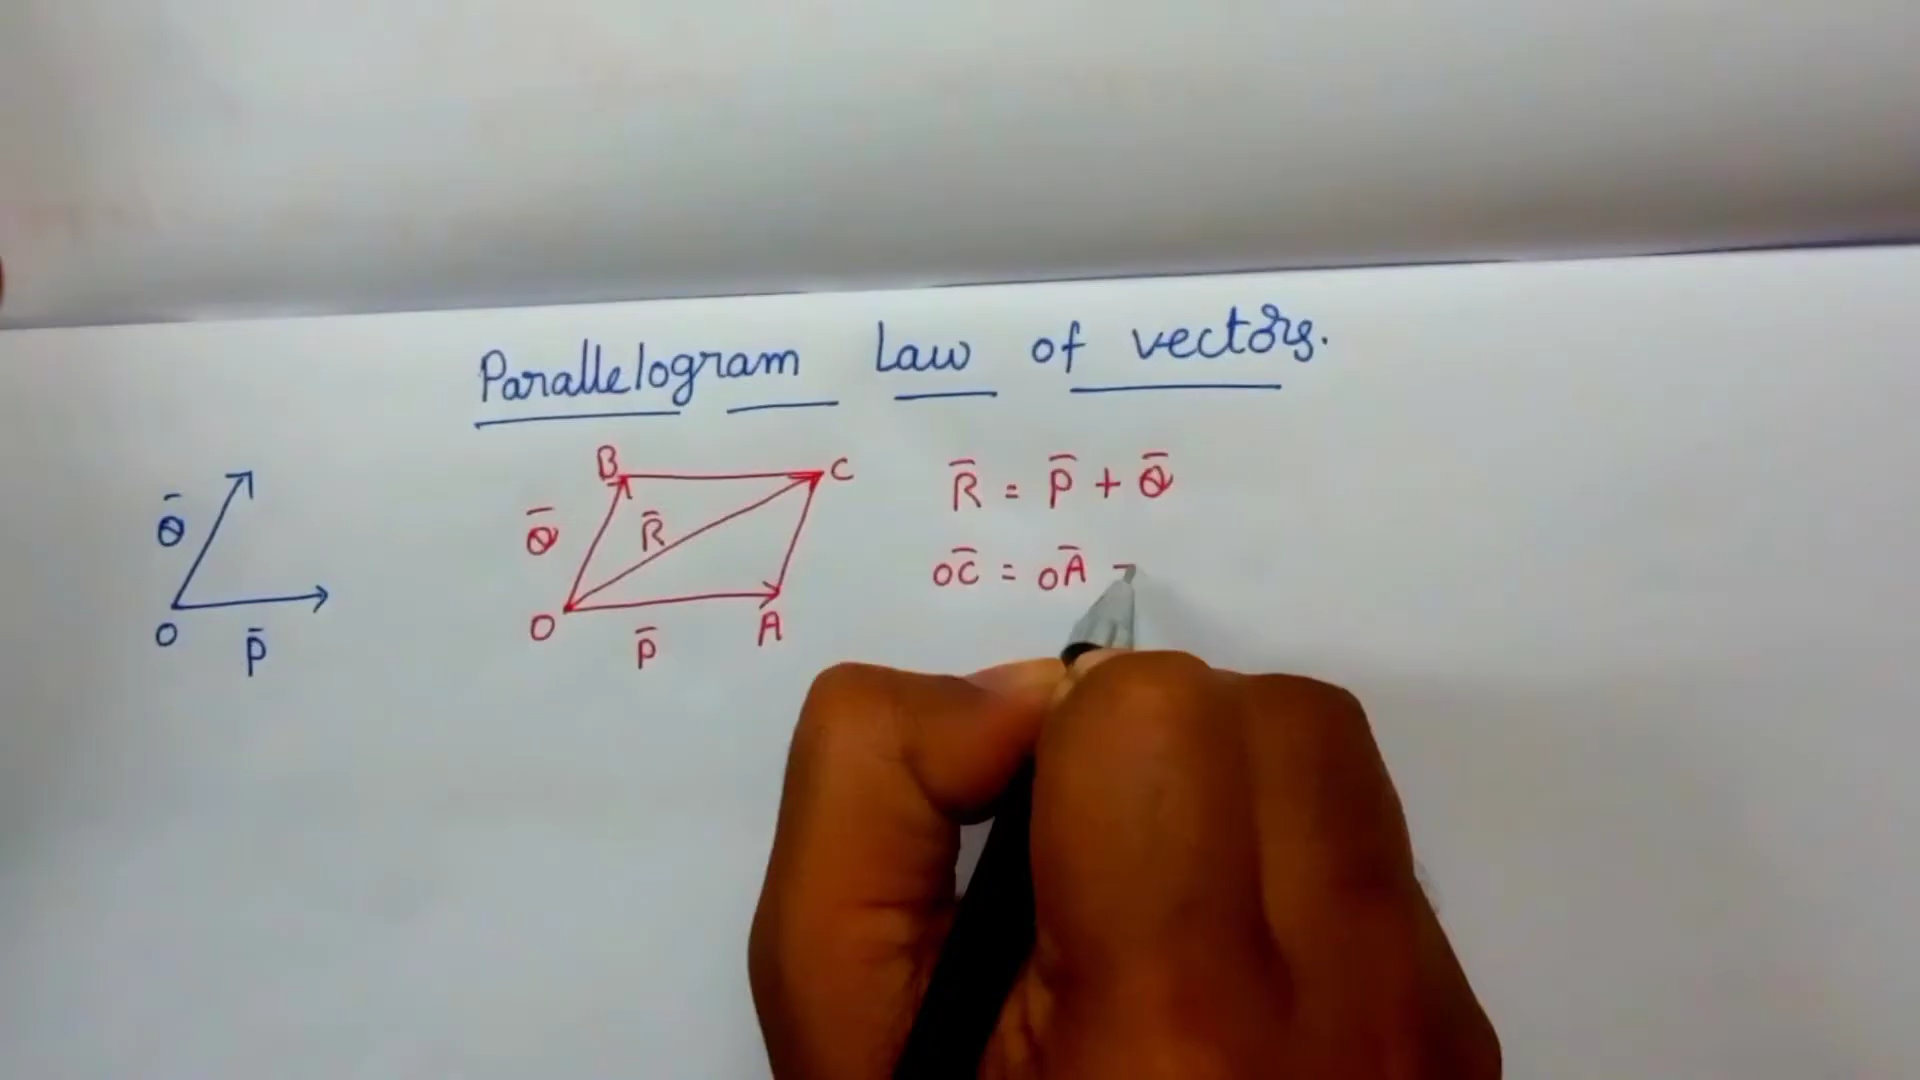 Parallelogram Law of vectors.
B C
Q̄ R̄
O P̄ A
Q̄
O P̄
R̄ = P̄ + Q̄
OC̄ = OĀ